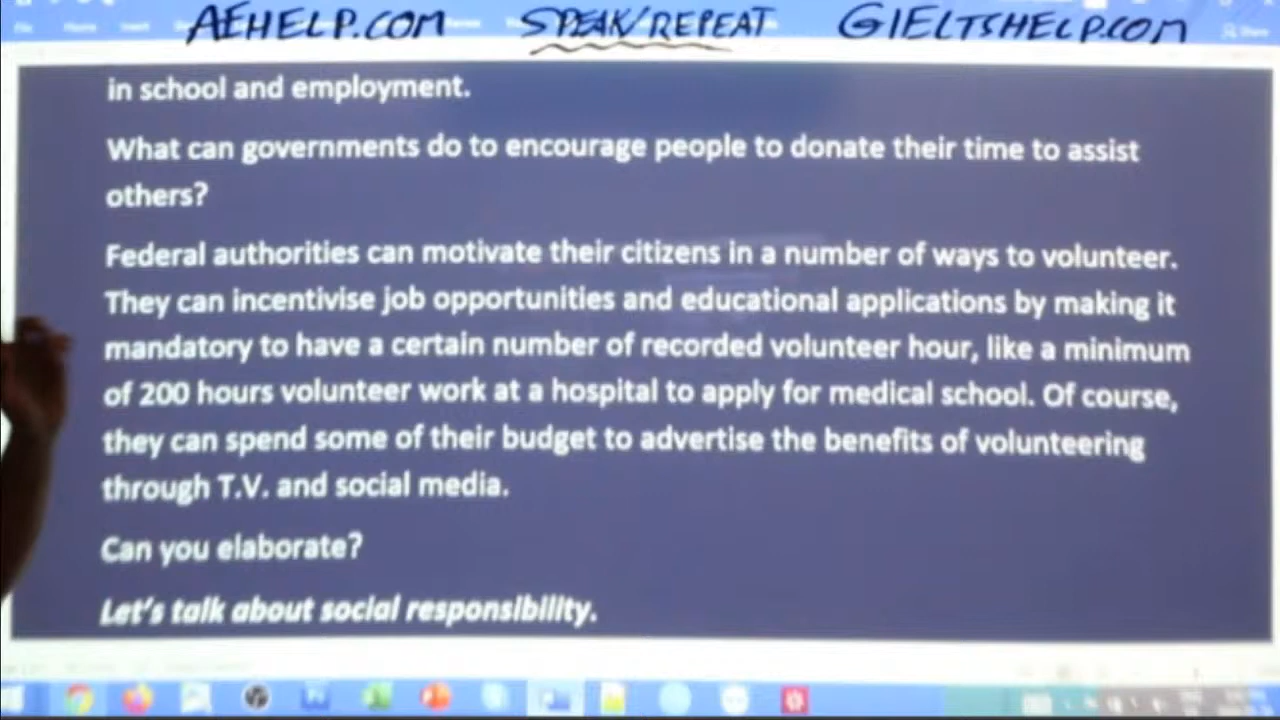 AEHELP.COM SPEAK/REPEAT GIELTSHELP.COM
in school and employment.
What can governments do to encourage people to donate their time to assist
others?
Federal authorities can motivate their citizens in a number of ways to volunteer.
They can incentivise job opportunities and educational applications by making it
mandatory to have a certain number of recorded volunteer hour, like a minimum
of 200 hours volunteer work at a hospital to apply for medical school. Of course,
they can spend some of their budget to advertise the benefits of volunteering
through T.V. and social media.
Can you elaborate?
Let's talk about social responsibility.